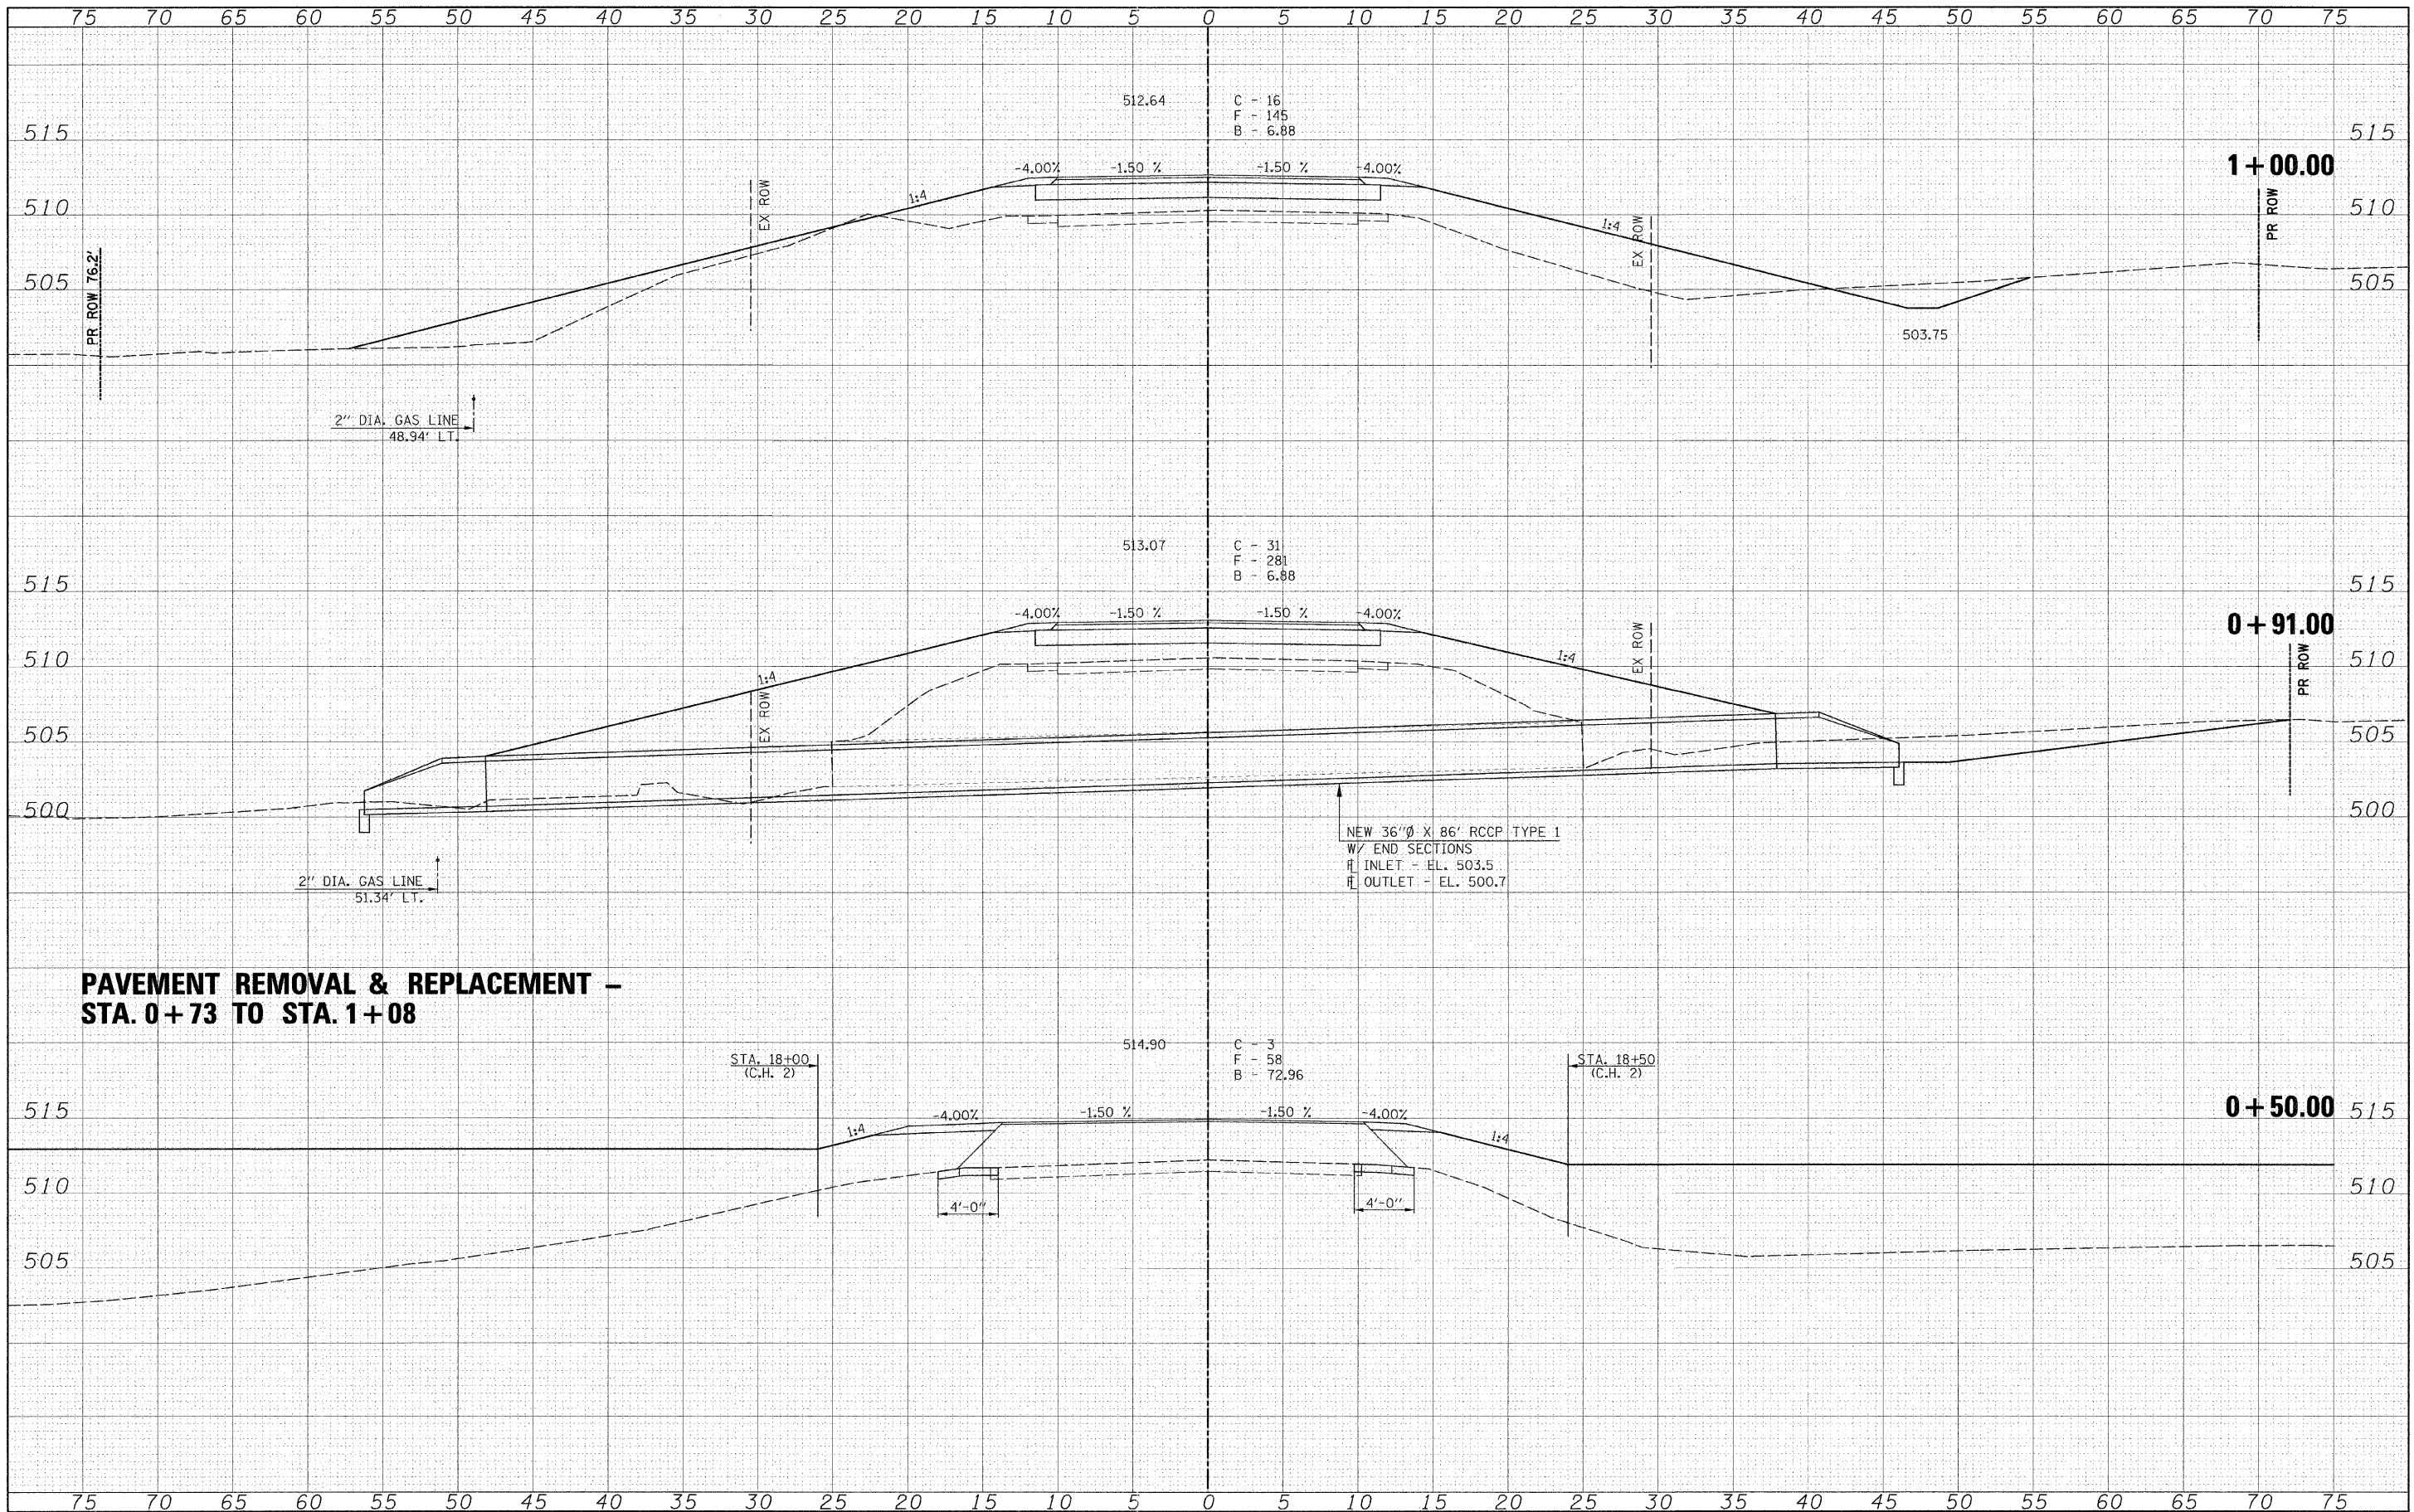 75 70 65 60 55 50 45 40 35 30 25 20 15 10 5 0 5 10 15 20 25 30 35 40 45 50 55 60 65 70 75
512.64
C - 16
F - 145
B - 6.88
515 515
1+00.00
-4.00% -1.50 % -1.50 % -4.00%
1:4
EX ROW
1:4
EX ROW
PR ROW
510 510
PR ROW 76.2'
505 505
503.75
2" DIA. GAS LINE
48.94' LT.
513.07
C - 31
F - 281
B - 6.88
515 515
0+91.00
-4.00% -1.50 % -1.50 % -4.00%
EX ROW
PR ROW
510 510
1:4
1:4
EX ROW
505 505
500 500
NEW 36"Ø X 86' RCCP TYPE 1
W/ END SECTIONS
FL INLET - EL. 503.5
FL OUTLET - EL. 500.7
2" DIA. GAS LINE
51.34' LT.
PAVEMENT REMOVAL & REPLACEMENT –
STA. 0+73 TO STA. 1+08
514.90
C - 3
F - 58
B - 72.96
STA. 18+00
(C.H. 2)
STA. 18+50
(C.H. 2)
515 515
0+50.00
-4.00% -1.50 % -1.50 % -4.00%
1:4
1:4
510 510
4'-0"
4'-0"
505 505
75 70 65 60 55 50 45 40 35 30 25 20 15 10 5 0 5 10 15 20 25 30 35 40 45 50 55 60 65 70 75